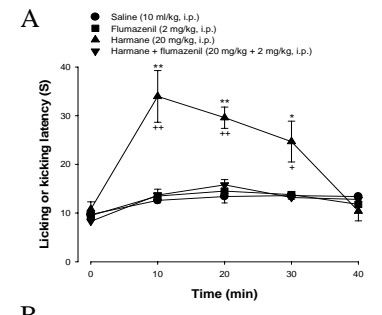 A
Saline (10 ml/kg, i.p.)
Flumazenil (2 mg/kg, i.p.)
Harmane (20 mg/kg, i.p.)
Harmane + flumazenil (20 mg/kg + 2 mg/kg, i.p.)
Licking or kicking latency (S)
40
30
20
10
0
**
++
**
++
*
+
0 10 20 30 40
Time (min)